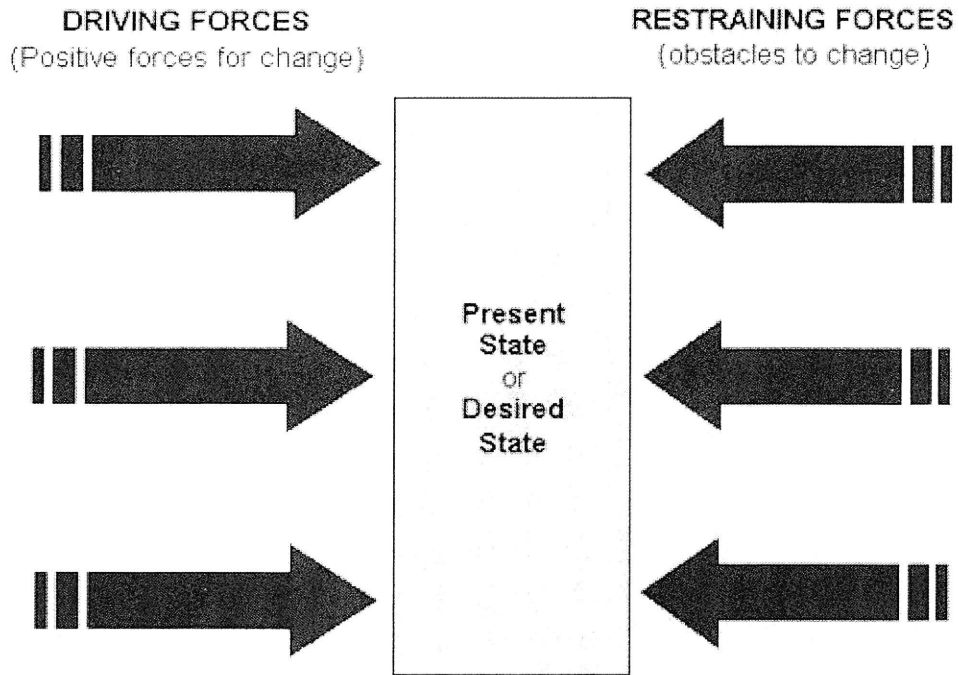 DRIVING FORCES
(Positive forces for change)
RESTRAINING FORCES
(obstacles to change)
Present
State
or
Desired
State